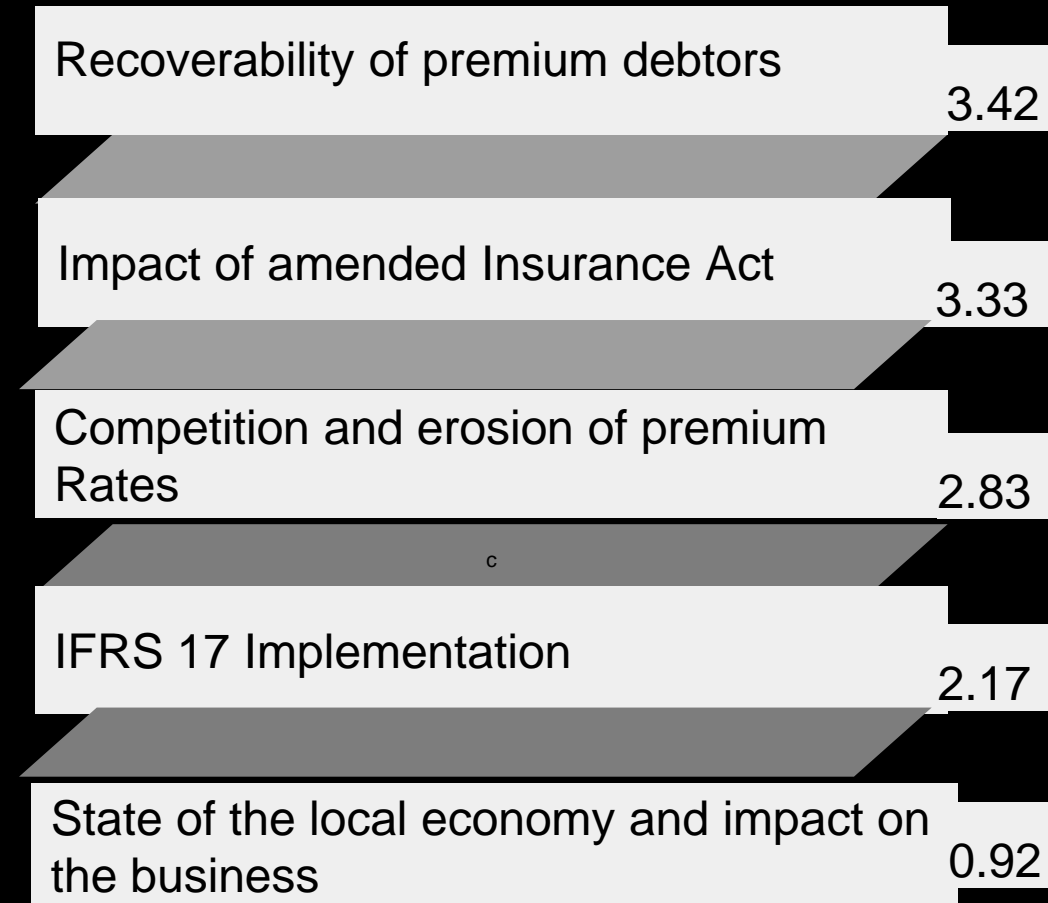 Recoverability of premium debtors
3.42
Impact of amended Insurance Act
3.33
Competition and erosion of premium
Rates
2.83
c
IFRS 17 Implementation
2.17
State of the local economy and impact on
the business
0.92